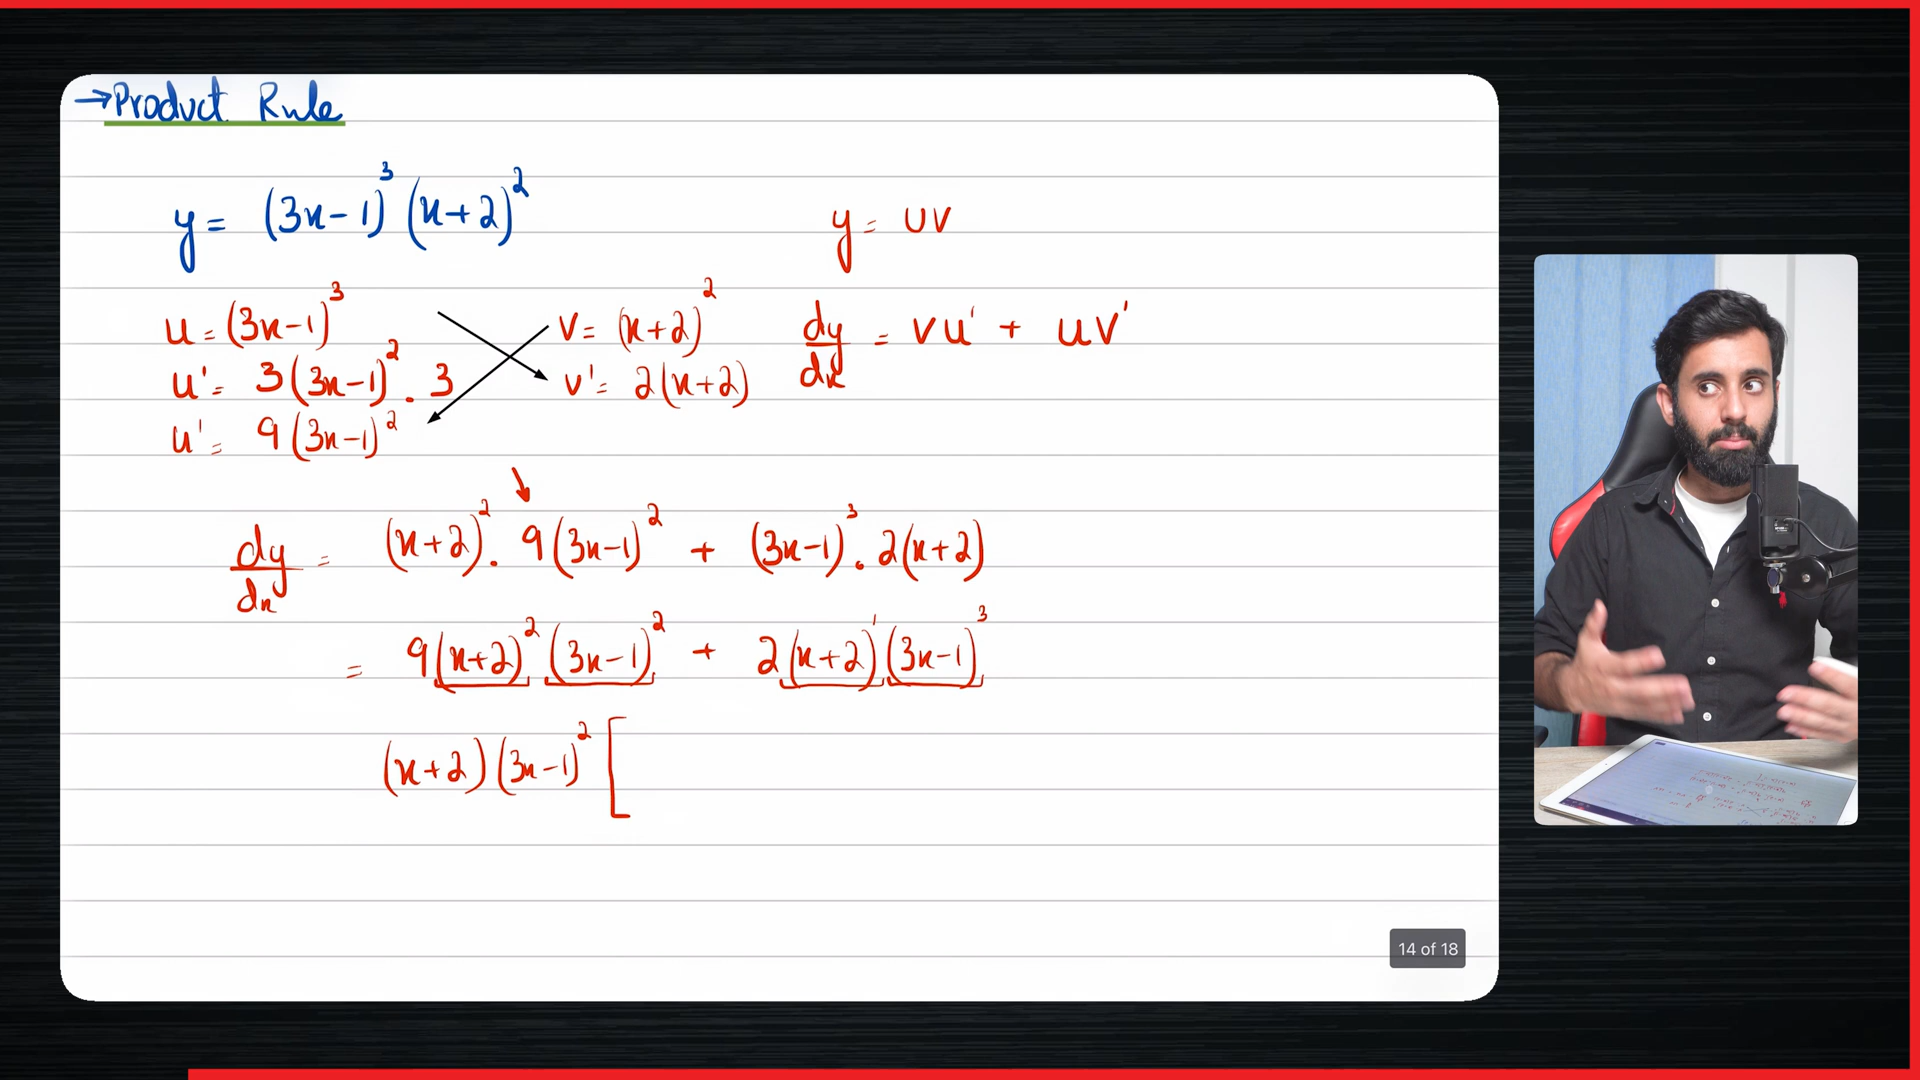 →Product Rule
y = (3x-1)³ (x+2)²
y = uv
u = (3x-1)³
v = (x+2)²
dy/dx = vu' + uv'
u' = 3(3x-1)² . 3
v' = 2(x+2)
u' = 9(3x-1)²
dy/dx = (x+2)² . 9(3x-1)² + (3x-1)³ . 2(x+2)
= 9(x+2)² (3x-1)² + 2(x+2)¹ (3x-1)³
(x+2)(3x-1)² [
14 of 18